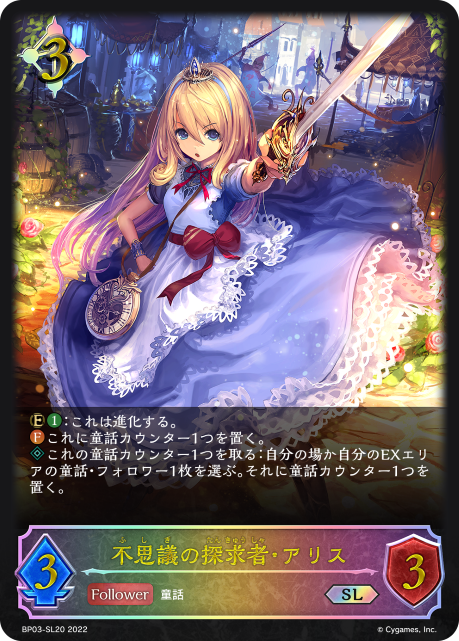 3
E 1：これは進化する。
F これに童話カウンター1つを置く。
これの童話カウンター1つを取る：自分の場か自分のEXエリ
アの童話・フォロワー1枚を選ぶ。それに童話カウンター1つを
置く。
ふしぎ たんきゅうしゃ
不思議の探求者・アリス
3
Follower 童話
SL
3
BP03-SL20 2022
© Cygames, Inc.